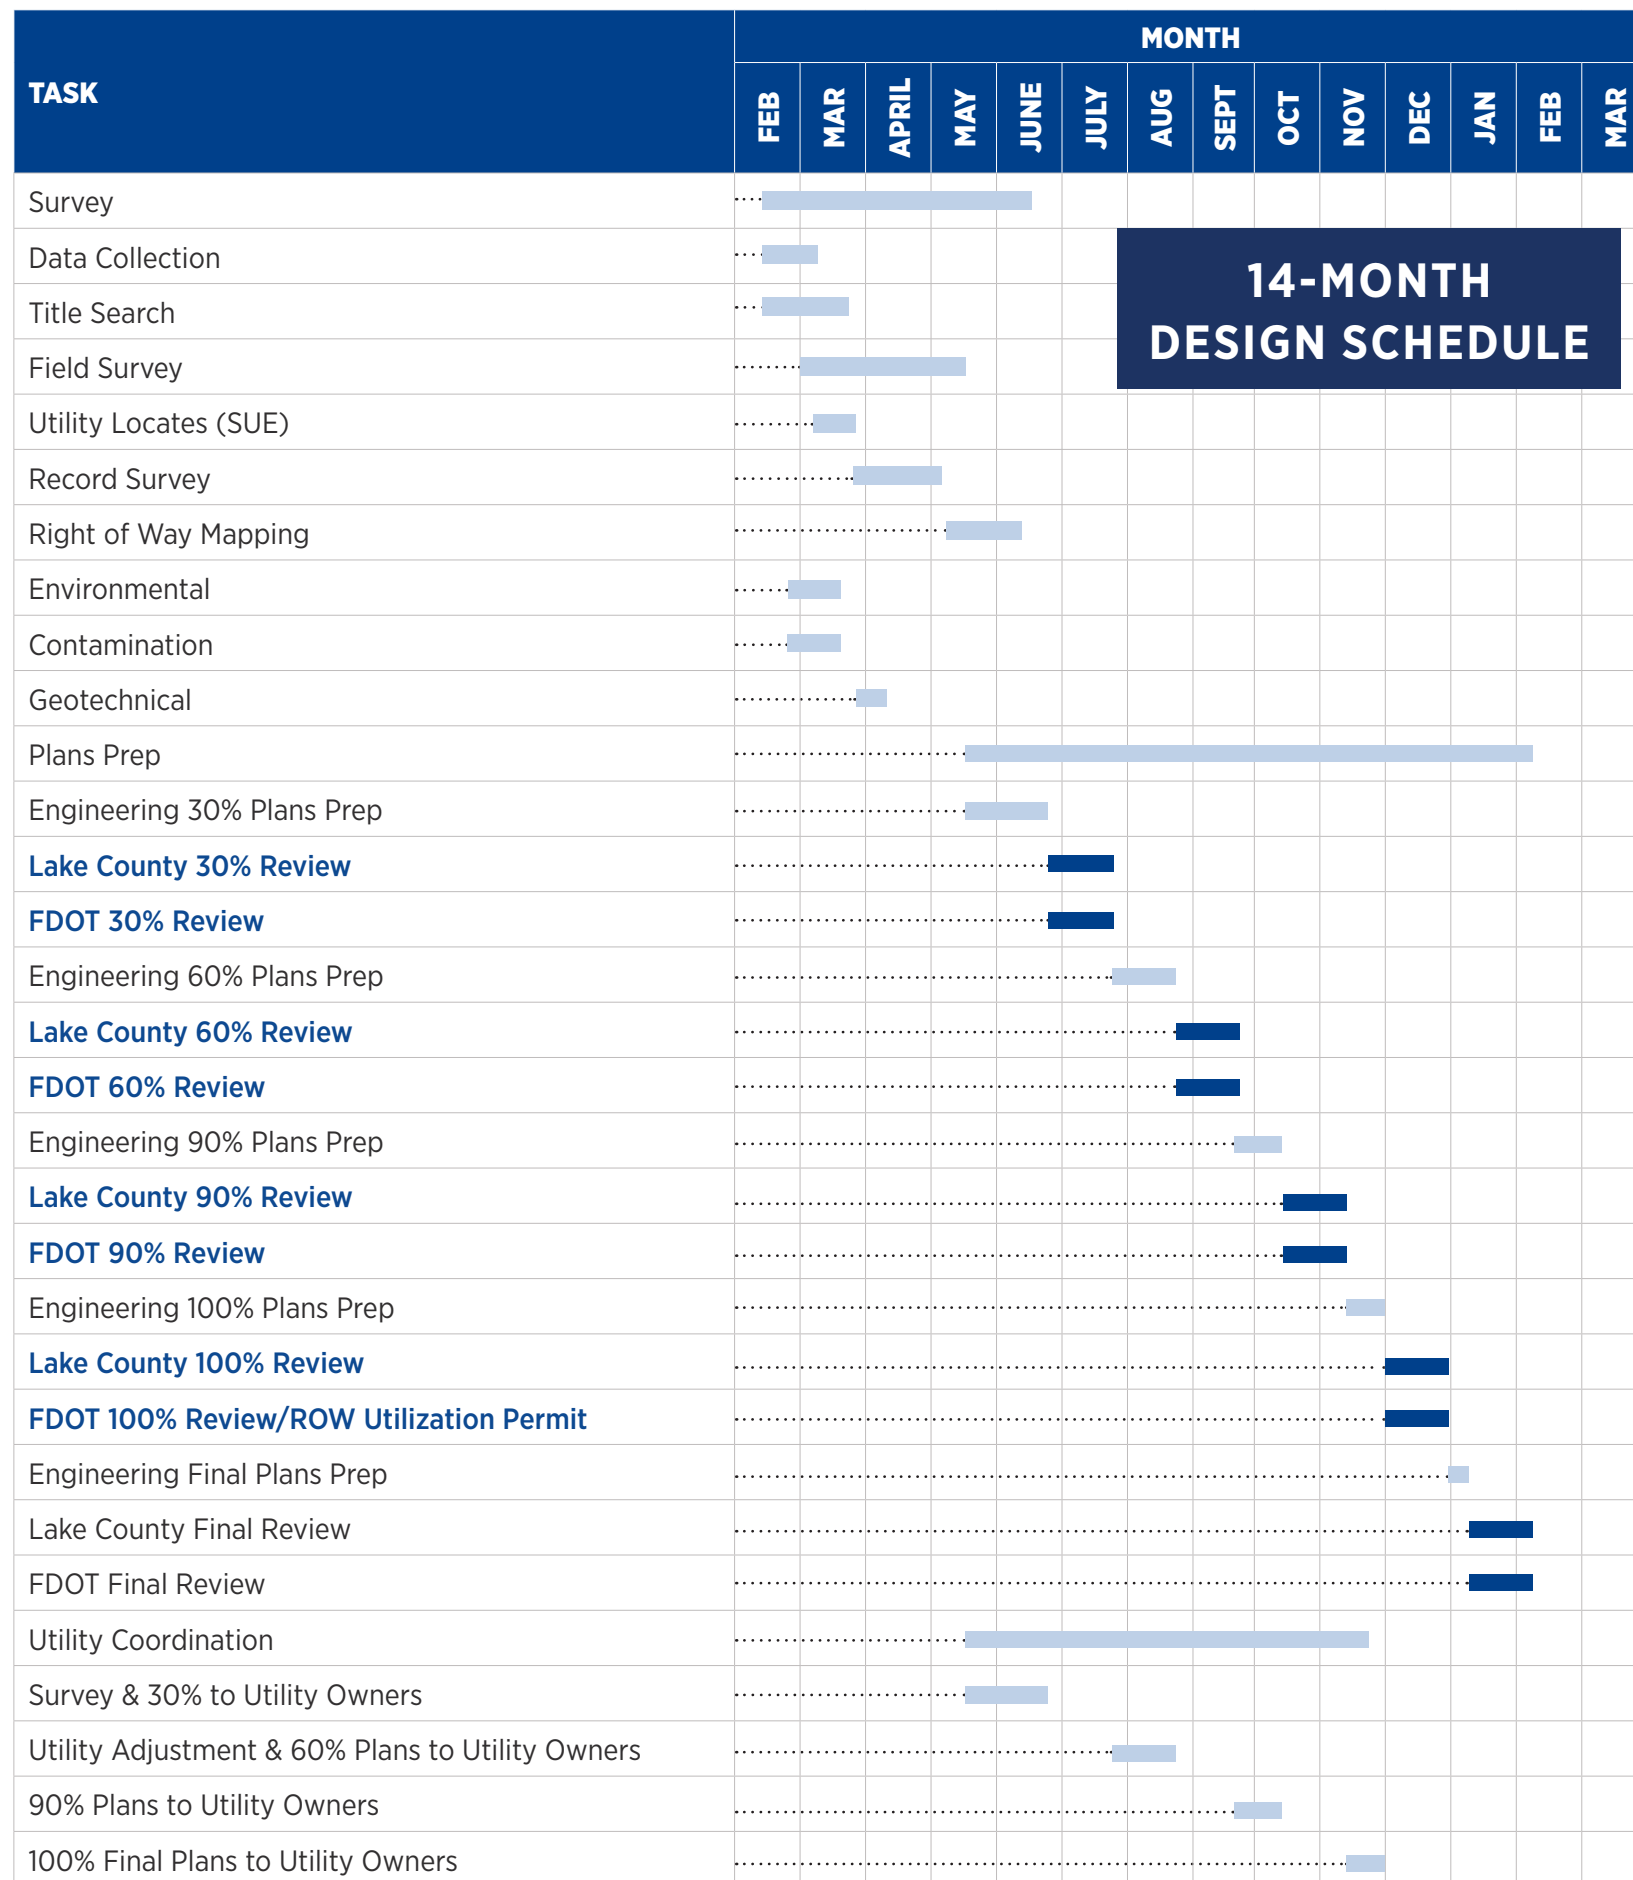 TASK
MONTH
FEB
MAR
APRIL
MAY
JUNE
JULY
AUG
SEPT
OCT
NOV
DEC
JAN
FEB
MAR
14-MONTH
DESIGN SCHEDULE
Survey
Data Collection
Title Search
Field Survey
Utility Locates (SUE)
Record Survey
Right of Way Mapping
Environmental
Contamination
Geotechnical
Plans Prep
Engineering 30% Plans Prep
Lake County 30% Review
FDOT 30% Review
Engineering 60% Plans Prep
Lake County 60% Review
FDOT 60% Review
Engineering 90% Plans Prep
Lake County 90% Review
FDOT 90% Review
Engineering 100% Plans Prep
Lake County 100% Review
FDOT 100% Review/ROW Utilization Permit
Engineering Final Plans Prep
Lake County Final Review
FDOT Final Review
Utility Coordination
Survey & 30% to Utility Owners
Utility Adjustment & 60% Plans to Utility Owners
90% Plans to Utility Owners
100% Final Plans to Utility Owners